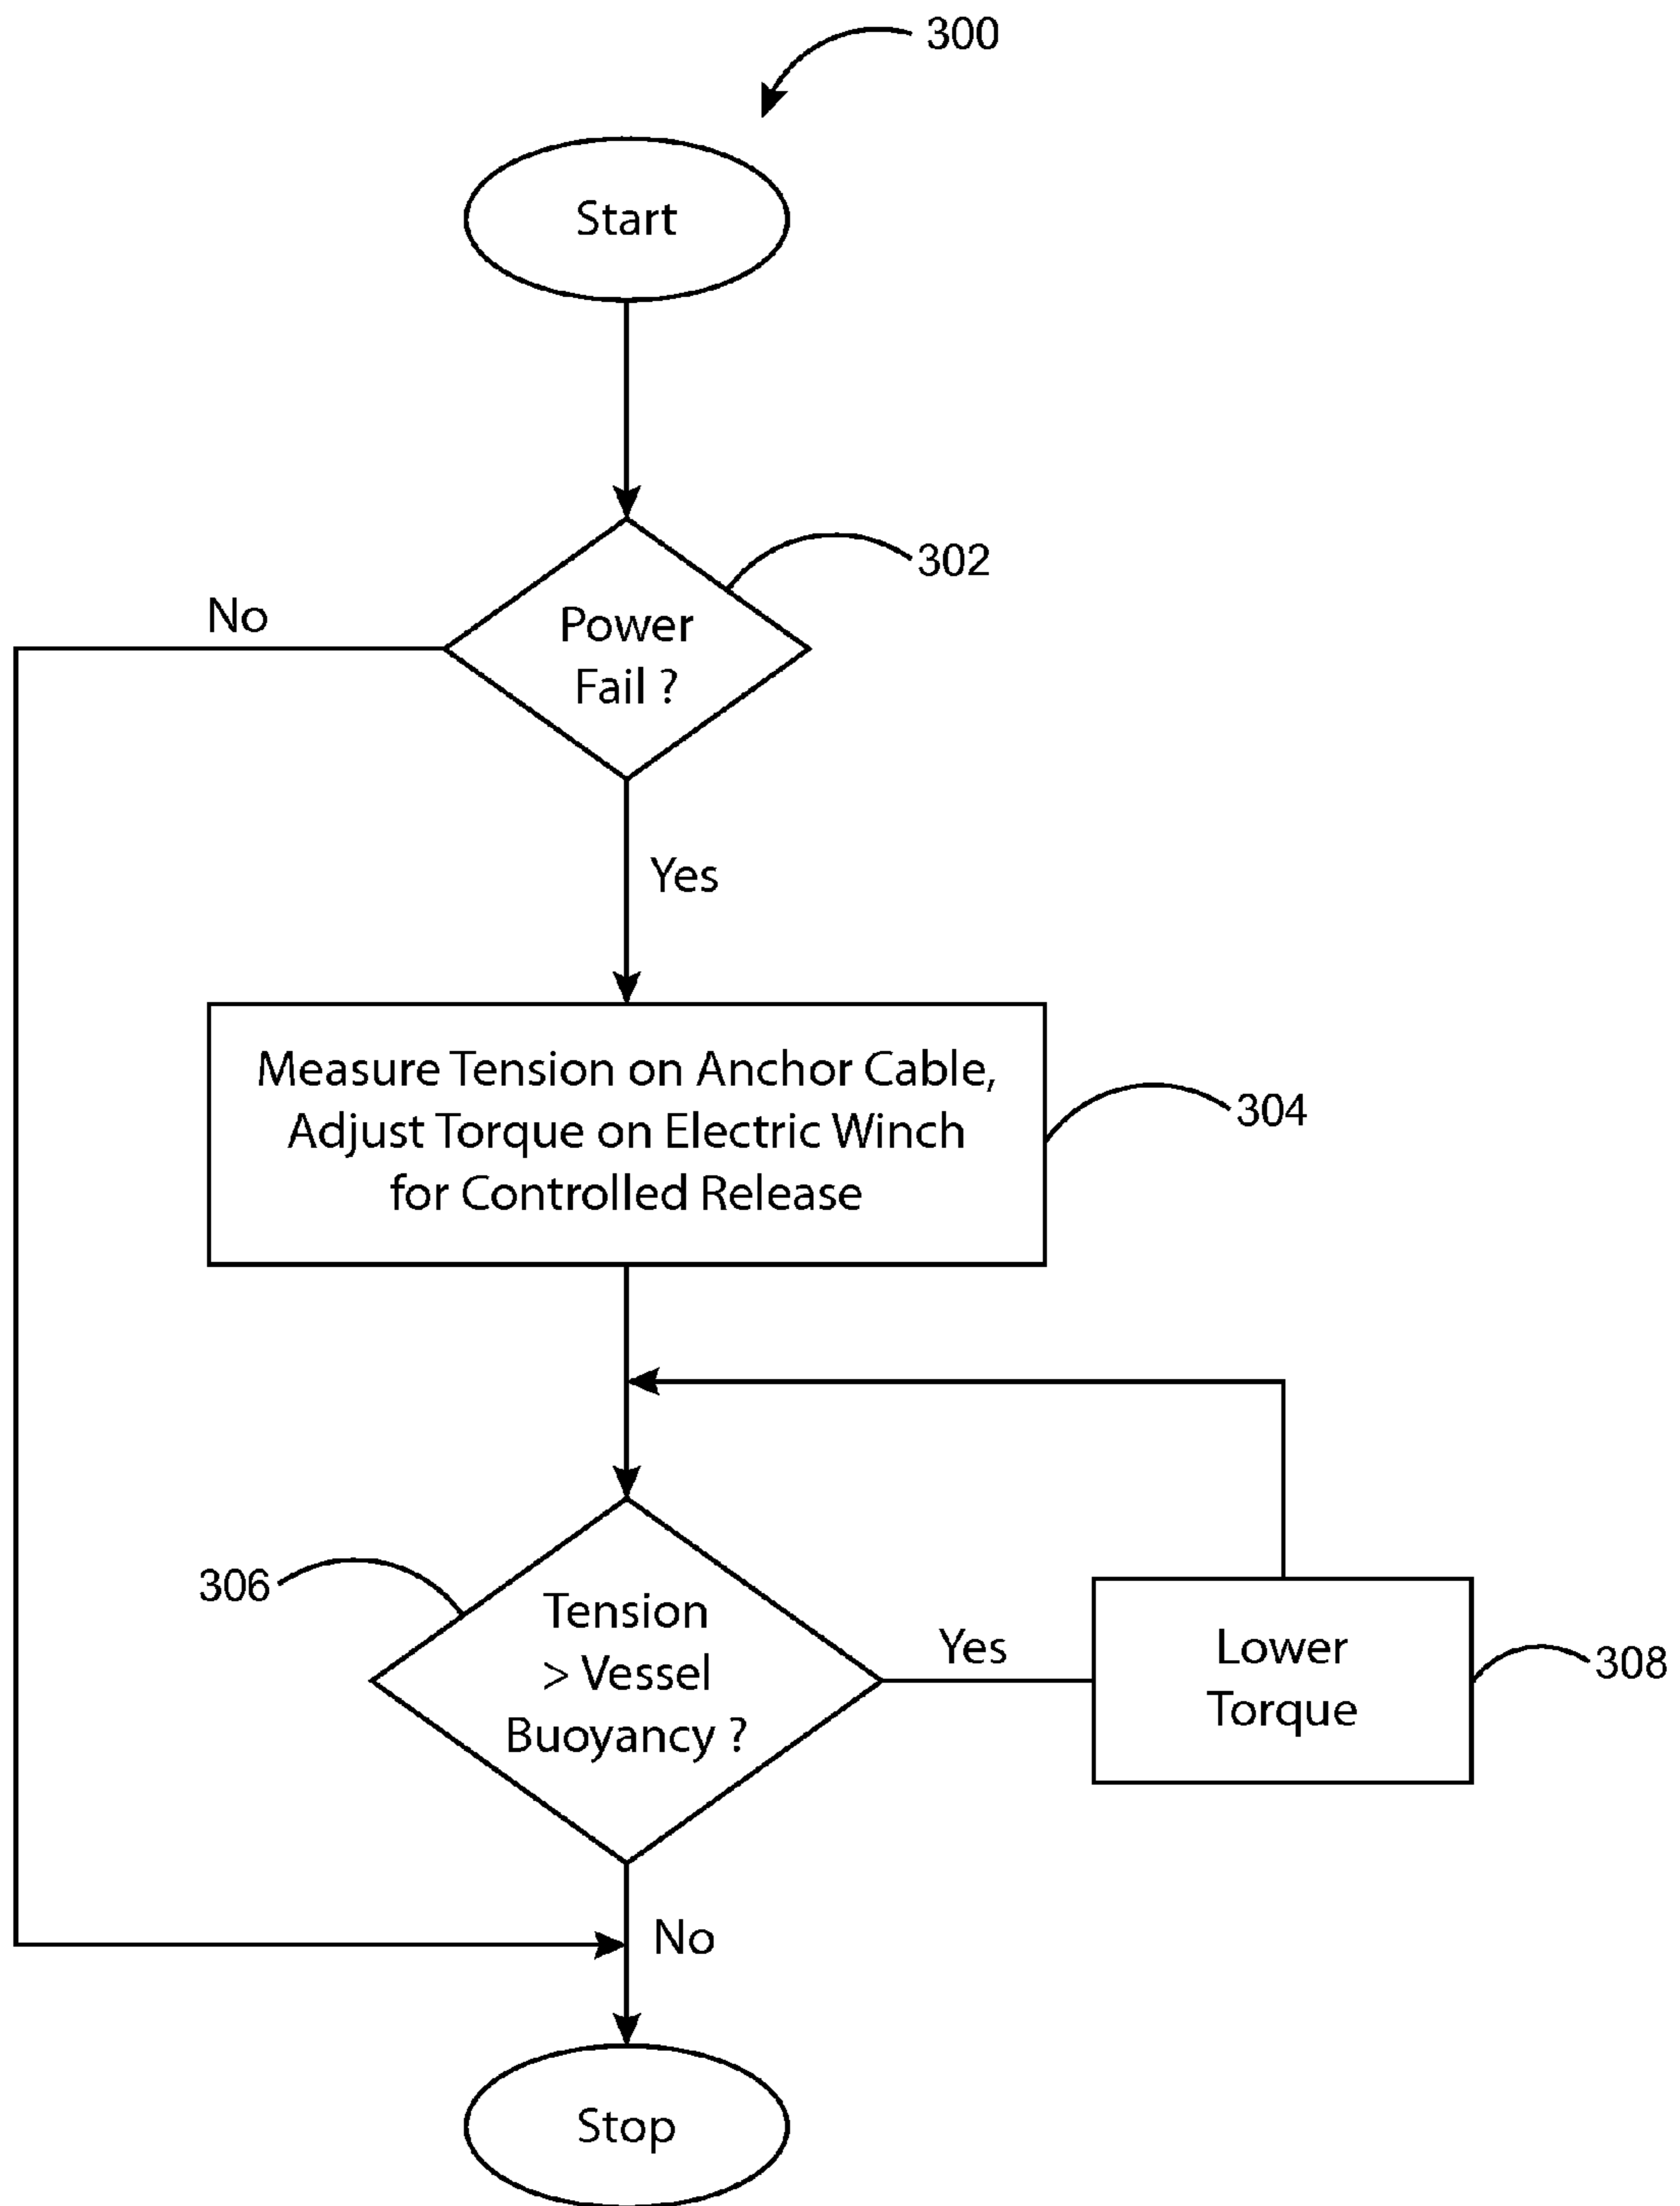 300
Start
302
No
Power
Fail ?
Yes
Measure Tension on Anchor Cable,
Adjust Torque on Electric Winch
for Controlled Release
304
306
Tension
> Vessel
Buoyancy ?
Yes
Lower
Torque
308
No
Stop